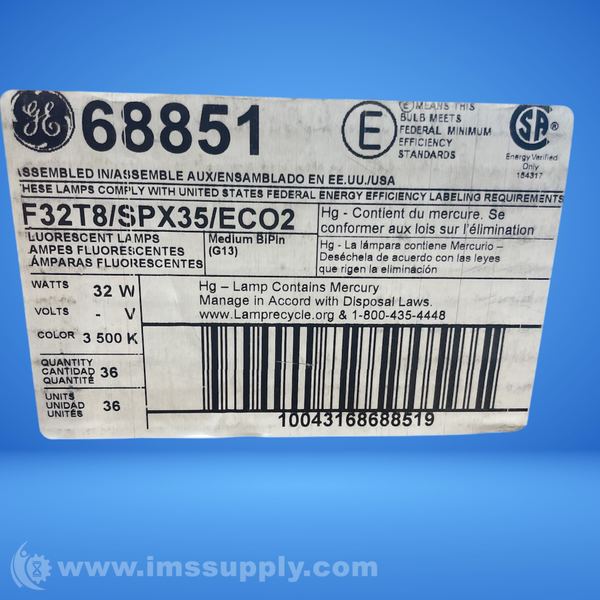 GE 68851
E
E MEANS THIS
BULB MEETS
FEDERAL MINIMUM
EFFICIENCY
STANDARDS
SA
Energy Verified
Only
184317
ASSEMBLED IN/ASSEMBLE AUX/ENSAMBLADO EN EE.UU./USA
THESE LAMPS COMPLY WITH UNITED STATES FEDERAL ENERGY EFFICIENCY LABELING REQUIREMENTS
F32T8/SPX35/ECO2
LUORESCENT LAMPS
AMPES FLUORESCENTES
ÁMPARAS FLUORESCENTES
Medium BiPin
(G13)
Hg - Contient du mercure. Se
conformer aux lois sur l'élimination
Hg - La lámpara contiene Mercurio -
Deséchela de acuerdo con las leyes
que rigen la eliminación
WATTS 32 W
VOLTS - V
COLOR 3 500 K
Hg – Lamp Contains Mercury
Manage in Accord with Disposal Laws.
www.Lamprecycle.org & 1-800-435-4448
QUANTITY
CANTIDAD 36
QUANTITÉ
UNITS
UNIDAD 36
UNITÉS
10043168688519
www.imssupply.com